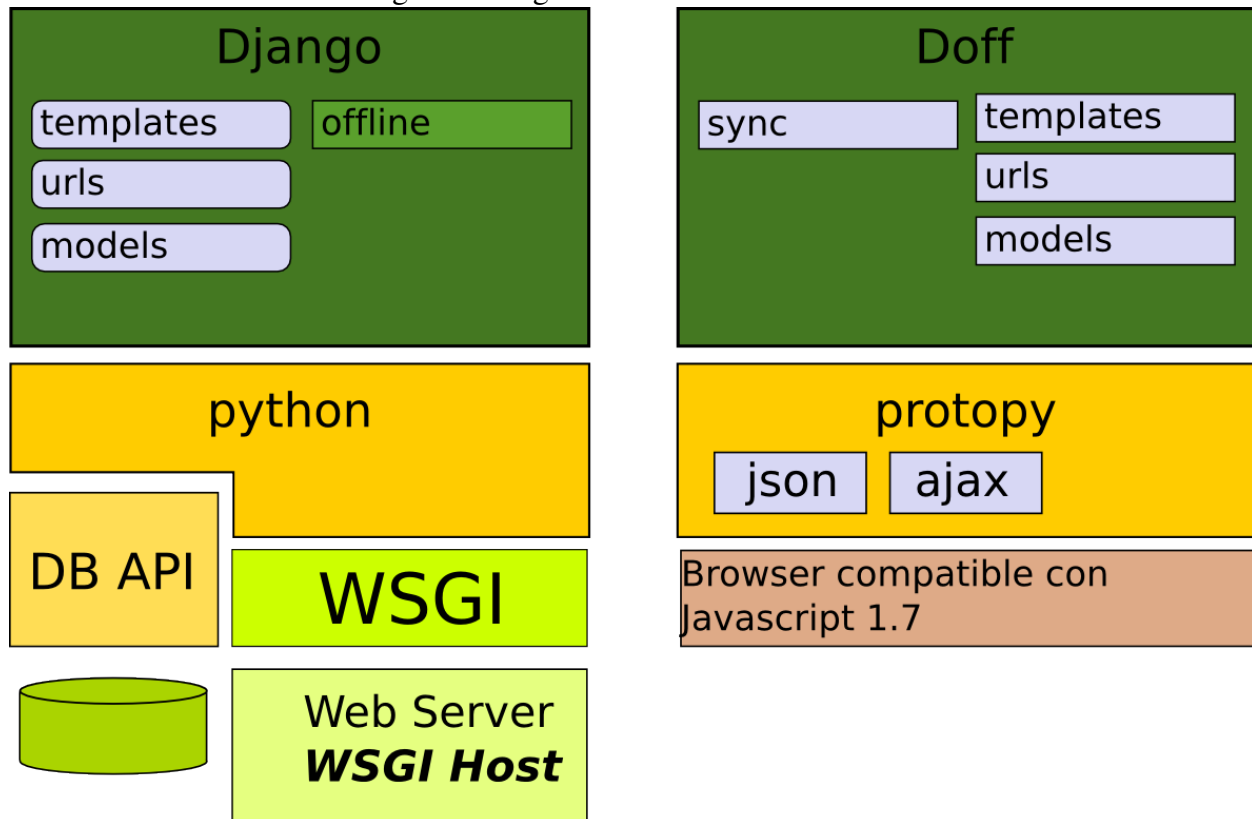 Django
templates
offline
urls
models
python
DB API
WSGI
Web Server
WSGI Host
Doff
sync
templates
urls
models
protopy
json
ajax
Browser compatible con
Javascript 1.7